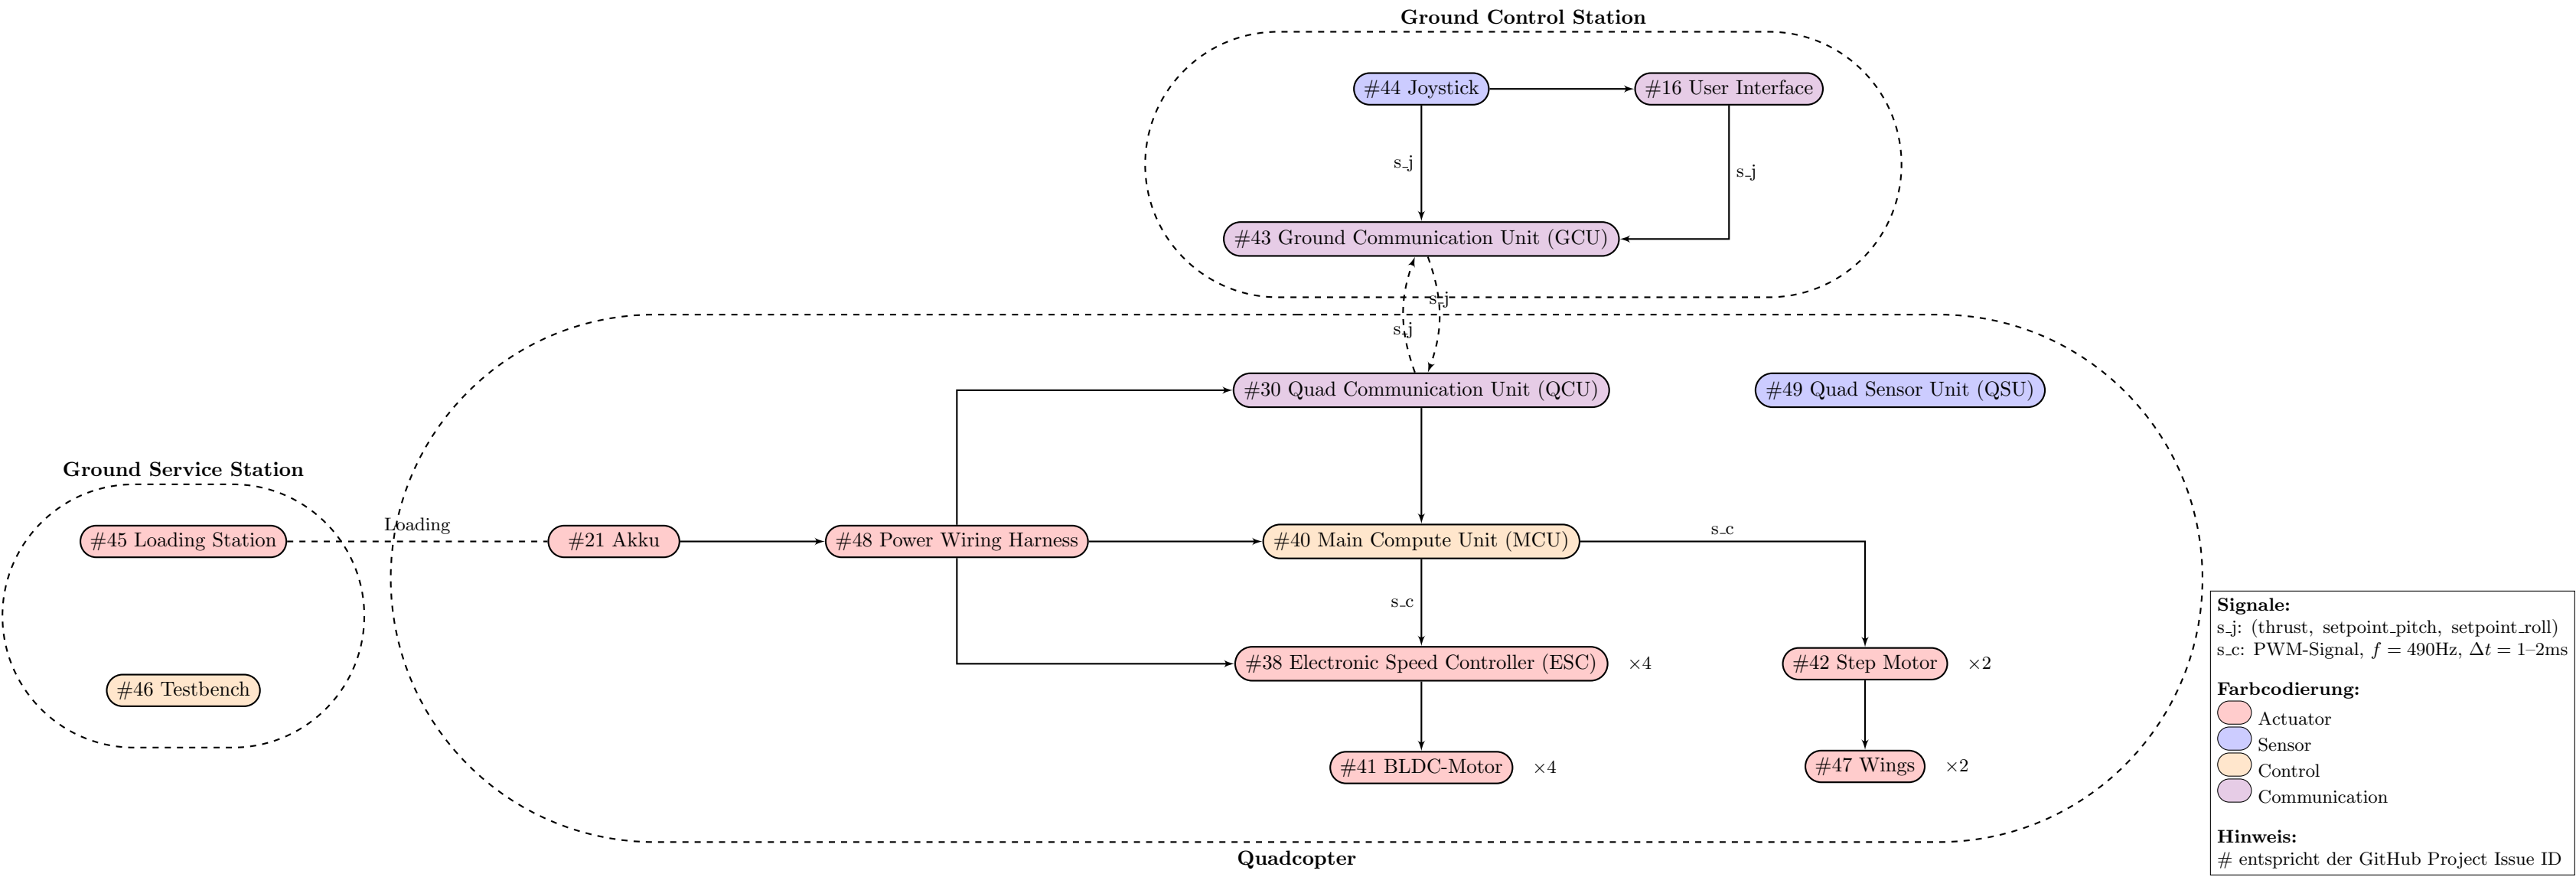 Ground Control Station
#44 Joystick
#16 User Interface
s_j
s_j
#43 Ground Communication Unit (GCU)
s_j
s_j
#30 Quad Communication Unit (QCU)
#49 Quad Sensor Unit (QSU)
Ground Service Station
Loading
#45 Loading Station
#21 Akku
#48 Power Wiring Harness
#40 Main Compute Unit (MCU)
s_c
s_c
#46 Testbench
#38 Electronic Speed Controller (ESC)
×4
#42 Step Motor
×2
#41 BLDC-Motor
×4
#47 Wings
×2
Quadcopter
Signale:
s_j: (thrust, setpoint_pitch, setpoint_roll)
s_c: PWM-Signal, f = 490Hz, Δt = 1–2ms
Farbcodierung:
Actuator
Sensor
Control
Communication
Hinweis:
# entspricht der GitHub Project Issue ID